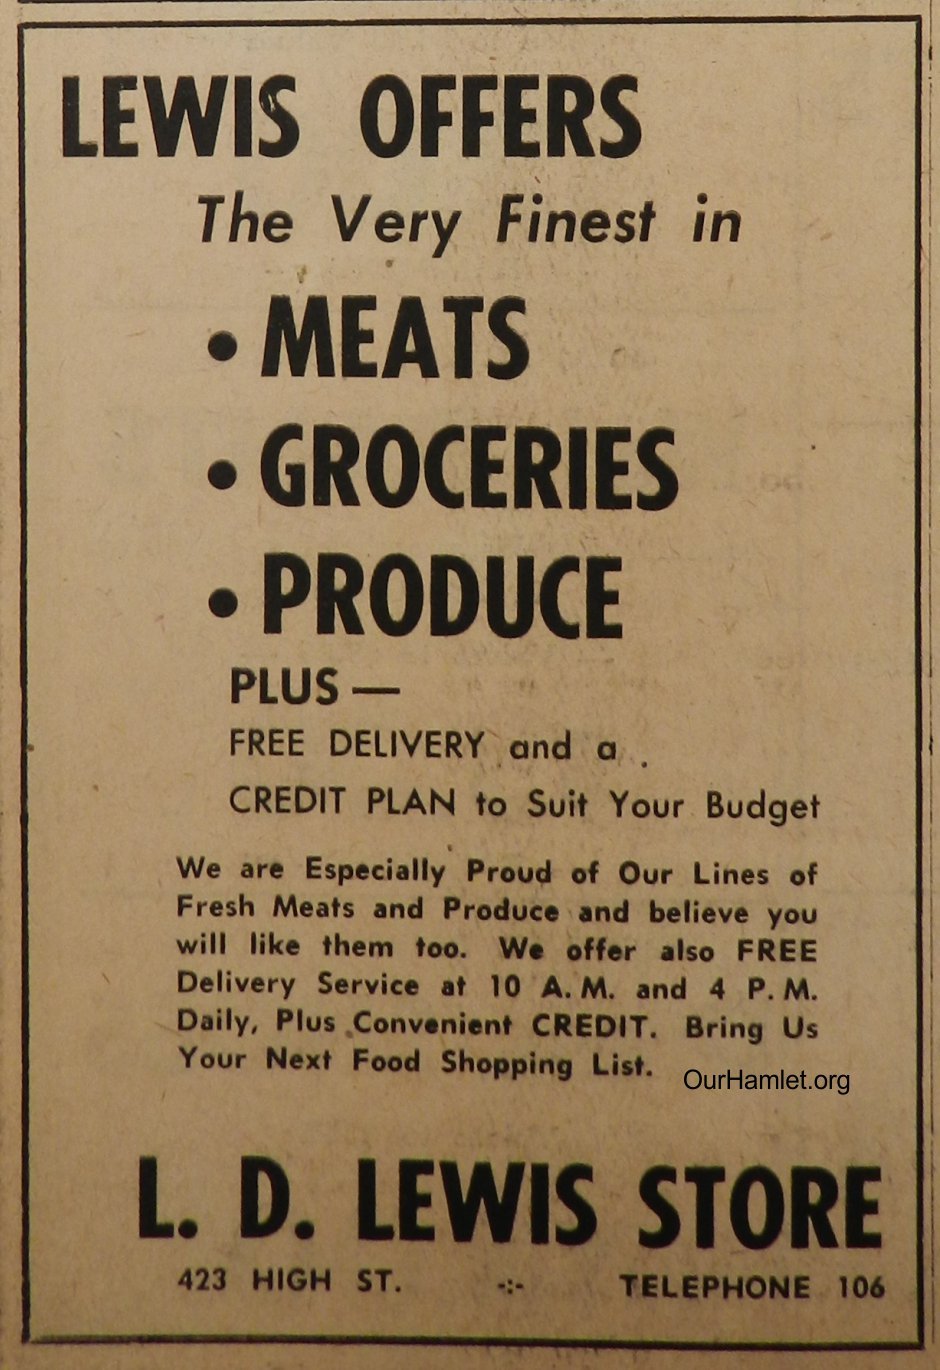 LEWIS OFFERS
The Very Finest in
• MEATS
• GROCERIES
• PRODUCE
PLUS —
FREE DELIVERY and a
CREDIT PLAN to Suit Your Budget
We are Especially Proud of Our Lines of
Fresh Meats and Produce and believe you
will like them too. We offer also FREE
Delivery Service at 10 A. M. and 4 P. M.
Daily, Plus Convenient CREDIT. Bring Us
Your Next Food Shopping List.
OurHamlet.org
L. D. LEWIS STORE
423 HIGH ST. -:- TELEPHONE 106